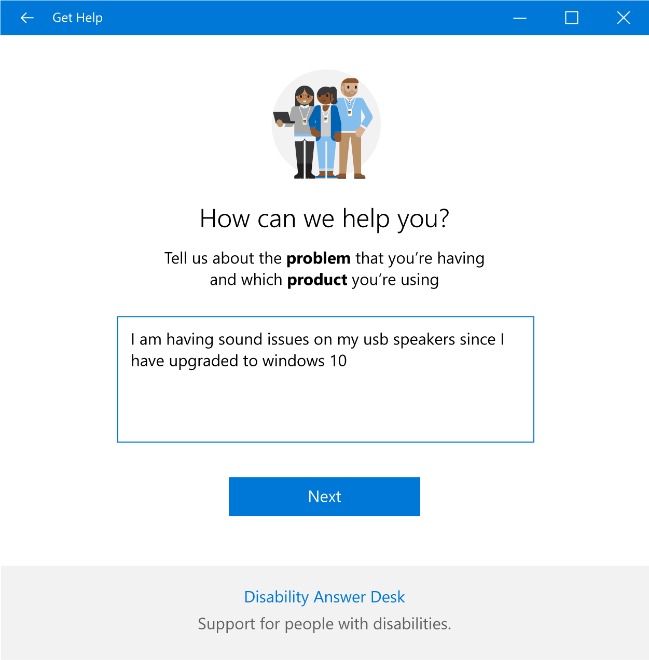 Get Help
How can we help you?
Tell us about the problem that you're having
and which product you're using
I am having sound issues on my usb speakers since I
have upgraded to windows 10
Next
Disability Answer Desk
Support for people with disabilities.